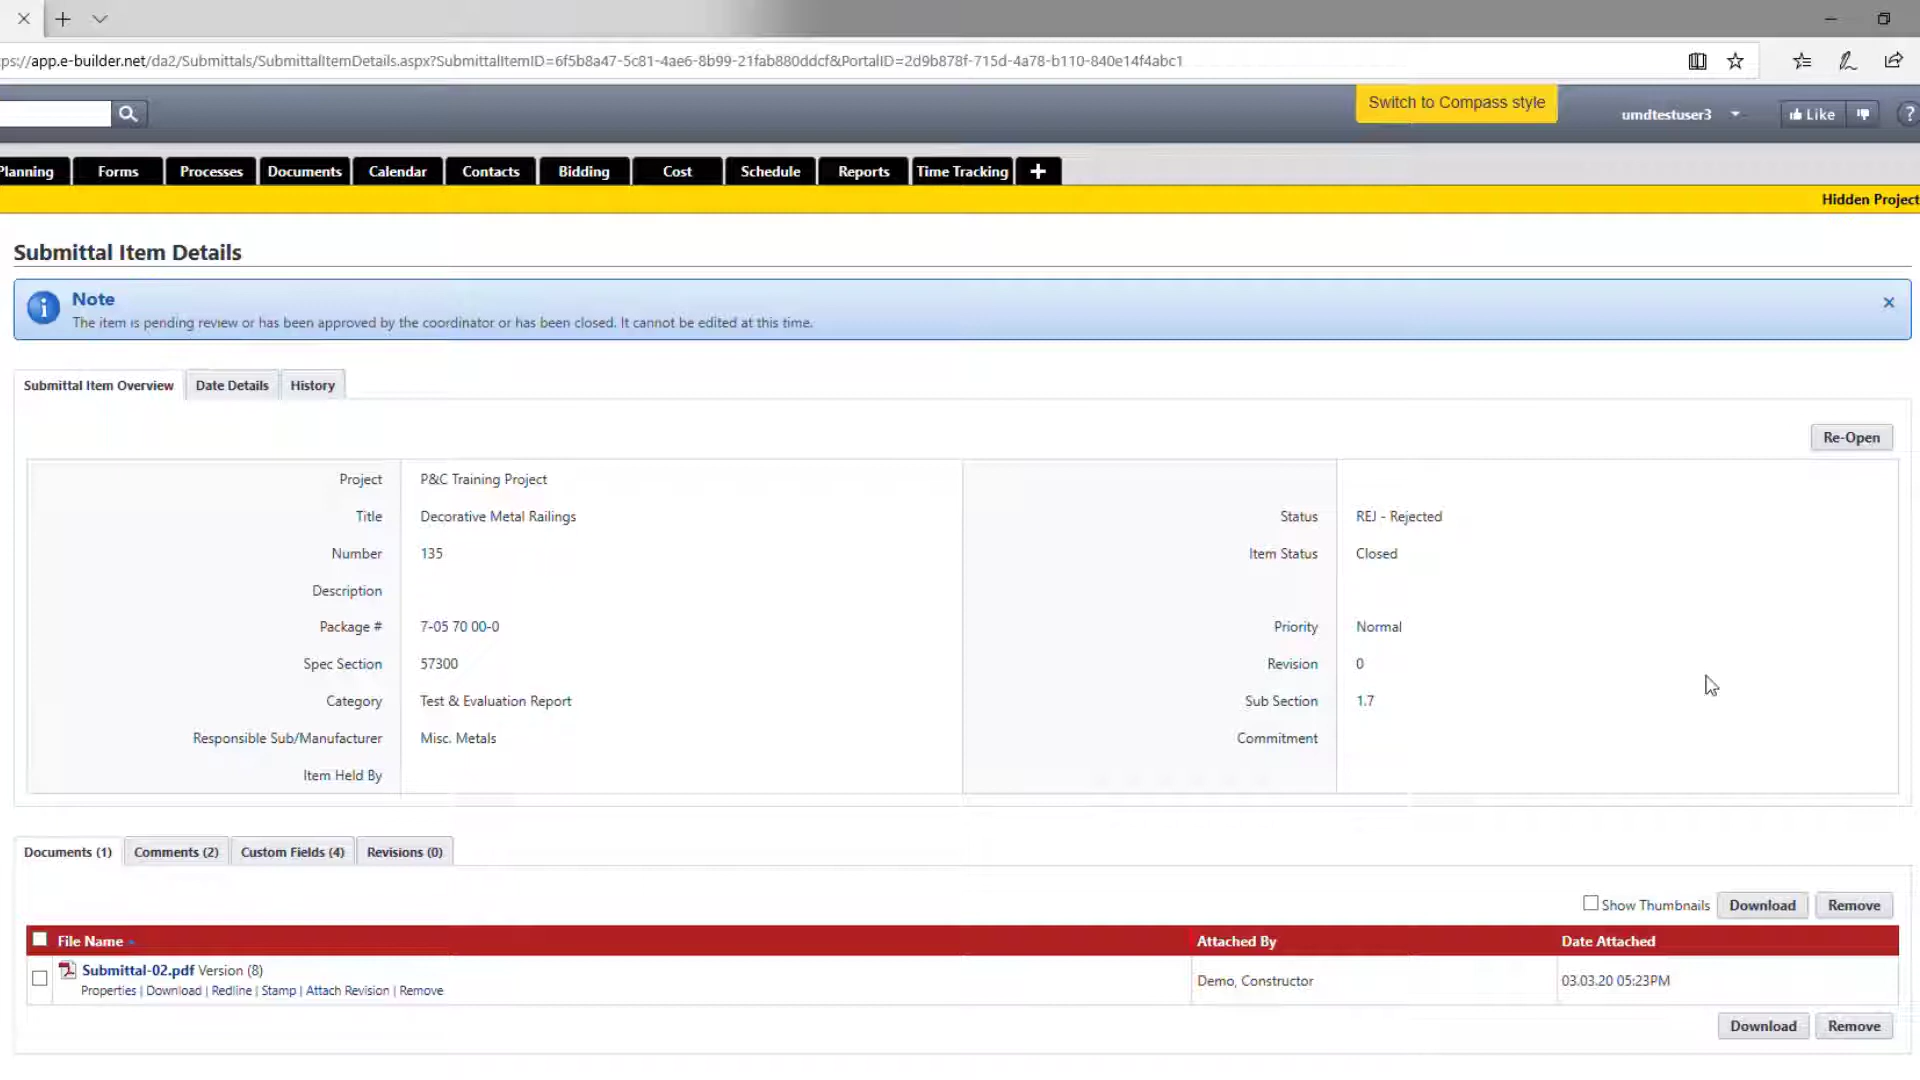 ps://app.e-builder.net/da2/Submittals/SubmittalItemDetails.aspx?SubmittalItemID=6f5b8a47-5c81-4ae6-8b99-21fab880ddcf&PortalID=2d9b878f-715d-4a78-b110-840e14f4abc1
Switch to Compass style
umdtestuser3
Like
?
Planning Forms Processes Documents Calendar Contacts Bidding Cost Schedule Reports Time Tracking
Hidden Project
Submittal Item Details
Note
The item is pending review or has been approved by the coordinator or has been closed. It cannot be edited at this time.
Submittal Item Overview Date Details History
Re-Open
Project P&C Training Project
Title Decorative Metal Railings Status REJ - Rejected
Number 135 Item Status Closed
Description
Package # 7-05 70 00-0 Priority Normal
Spec Section 57300 Revision 0
Category Test & Evaluation Report Sub Section 1.7
Responsible Sub/Manufacturer Misc. Metals Commitment
Item Held By
Documents (1) Comments (2) Custom Fields (4) Revisions (0)
Show Thumbnails Download Remove
File Name Attached By Date Attached
Submittal-02.pdf Version (8)
Properties | Download | Redline | Stamp | Attach Revision | Remove
Demo, Constructor 03.03.20 05:23PM
Download Remove